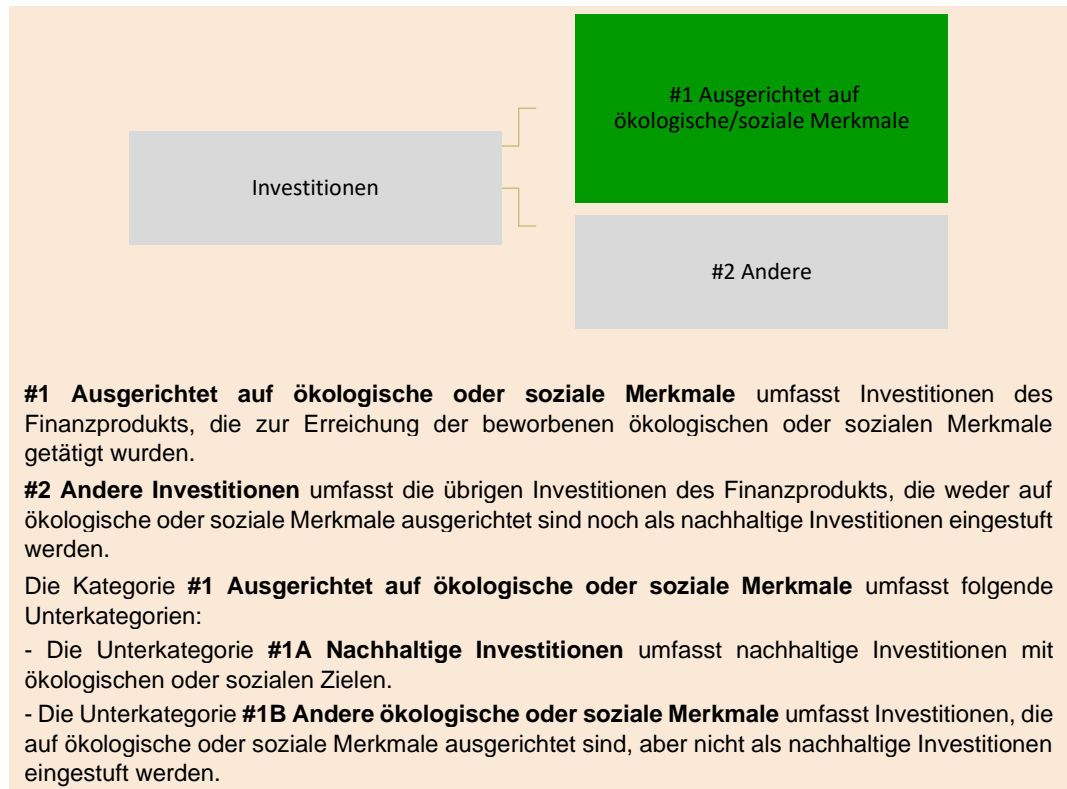 #1 Ausgerichtet auf
ökologische/soziale Merkmale
Investitionen
#2 Andere
#1 Ausgerichtet auf ökologische oder soziale Merkmale umfasst Investitionen des
Finanzprodukts, die zur Erreichung der beworbenen ökologischen oder sozialen Merkmale
getätigt wurden.
#2 Andere Investitionen umfasst die übrigen Investitionen des Finanzprodukts, die weder auf
ökologische oder soziale Merkmale ausgerichtet sind noch als nachhaltige Investitionen eingestuft
werden.
Die Kategorie #1 Ausgerichtet auf ökologische oder soziale Merkmale umfasst folgende
Unterkategorien:
- Die Unterkategorie #1A Nachhaltige Investitionen umfasst nachhaltige Investitionen mit
ökologischen oder sozialen Zielen.
- Die Unterkategorie #1B Andere ökologische oder soziale Merkmale umfasst Investitionen, die
auf ökologische oder soziale Merkmale ausgerichtet sind, aber nicht als nachhaltige Investitionen
eingestuft werden.